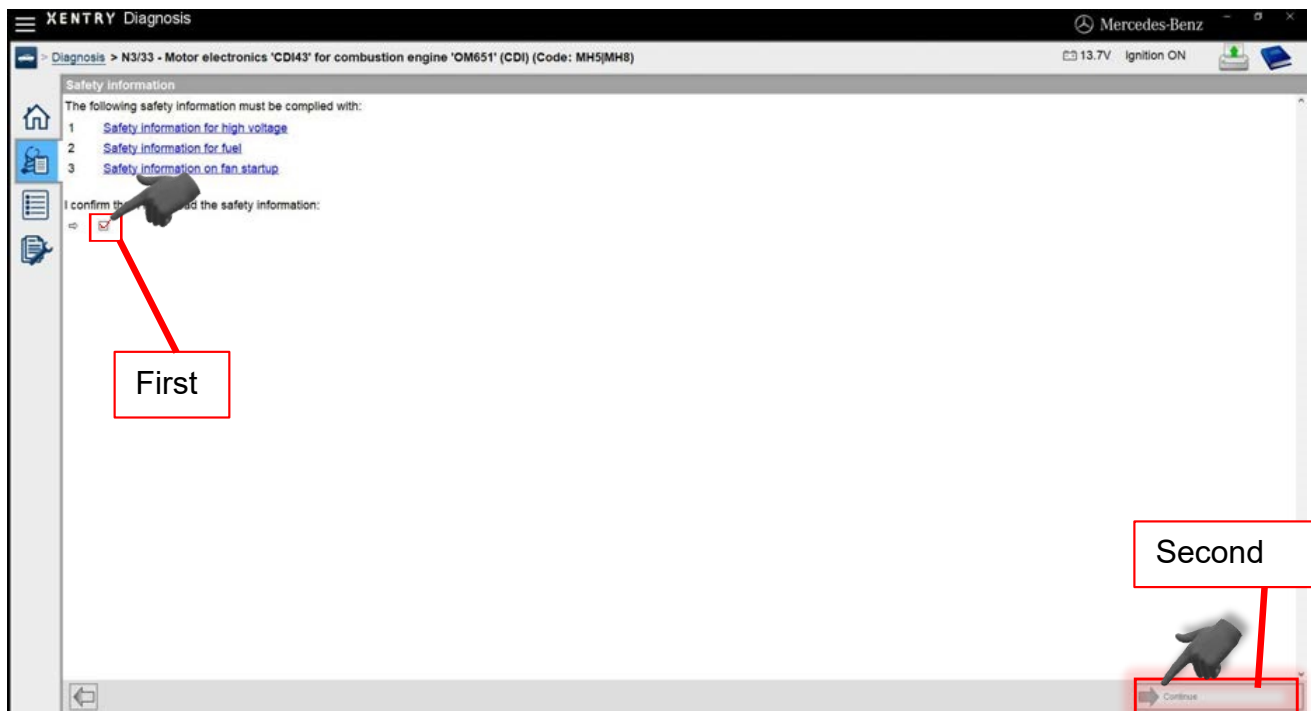 XENTRY Diagnosis
Mercedes-Benz
> Diagnosis > N3/33 - Motor electronics 'CDI43' for combustion engine 'OM651' (CDI) (Code: MH5|MH8)
13.7V Ignition ON
Safety information
The following safety information must be complied with:
1 Safety information for high voltage
2 Safety information for fuel
3 Safety information on fan startup
I confirm the safety information:
First
Second
Continue